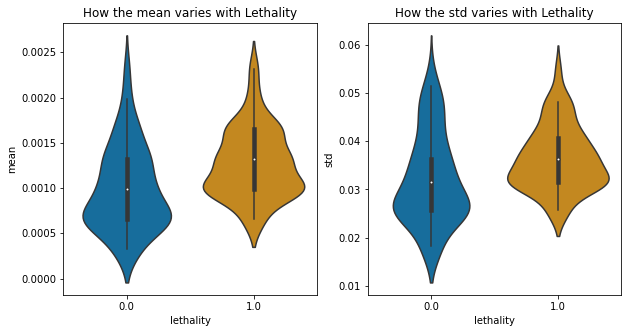 How the mean varies with Lethality
mean
0.0025
0.0020
0.0015
0.0010
0.0005
0.0000
0.0
1.0
lethality
How the std varies with Lethality
std
0.06
0.05
0.04
0.03
0.02
0.01
0.0
1.0
lethality